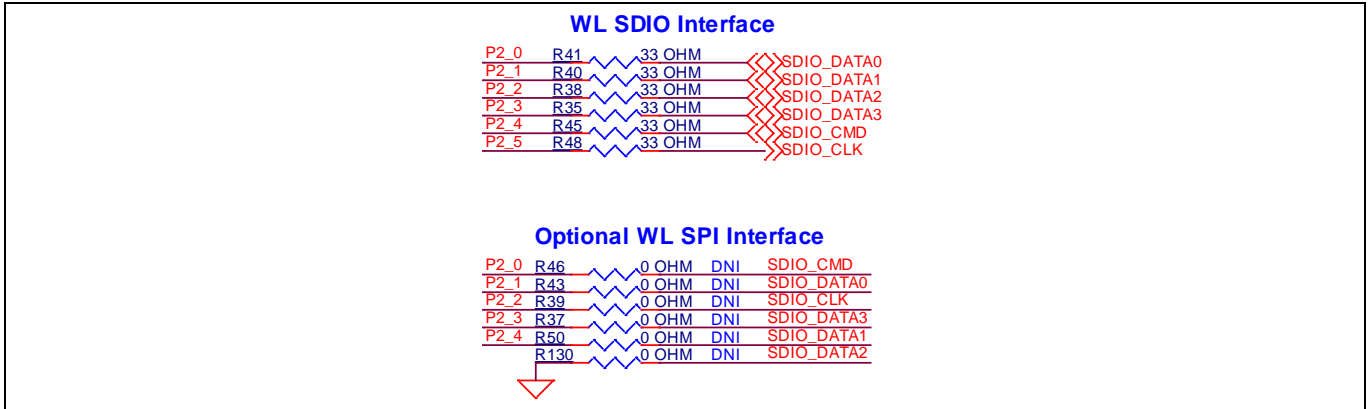 WL SDIO Interface
P2_0 R41 33 OHM SDIO_DATA0
P2_1 R40 33 OHM SDIO_DATA1
P2_2 R38 33 OHM SDIO_DATA2
P2_3 R35 33 OHM SDIO_DATA3
P2_4 R45 33 OHM SDIO_CMD
P2_5 R48 33 OHM SDIO_CLK
Optional WL SPI Interface
P2_0 R46 0 OHM DNI SDIO_CMD
P2_1 R43 0 OHM DNI SDIO_DATA0
P2_2 R39 0 OHM DNI SDIO_CLK
P2_3 R37 0 OHM DNI SDIO_DATA3
P2_4 R50 0 OHM DNI SDIO_DATA1
R130 0 OHM DNI SDIO_DATA2